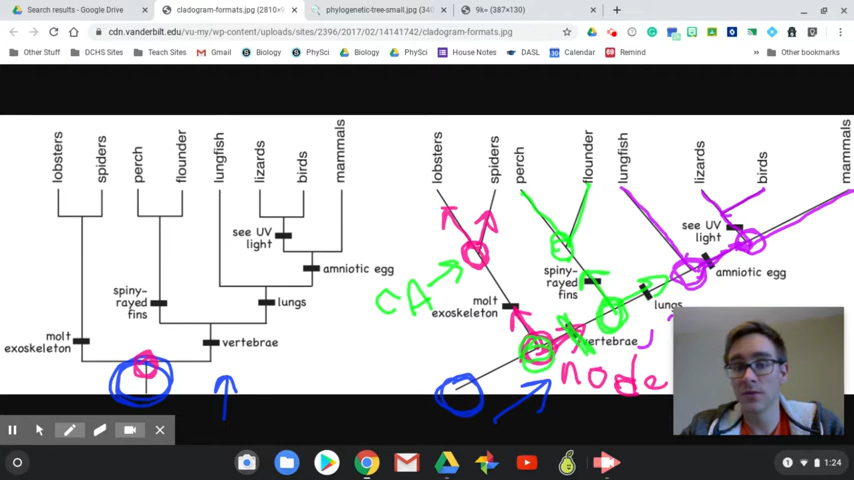 Search results - Google Drive
cladogram-formats.jpg (2810×
phylogenetic-tree-small.jpg (340
9k= (387×130)
cdn.vanderbilt.edu/vu-my/wp-content/uploads/sites/2396/2017/02/14141742/cladogram-formats.jpg
Other Stuff
DCHS Sites
Teach Sites
Gmail
Biology
PhySci
Biology
PhySci
House Notes
DASL
Calendar
Remind
Other bookmarks
lobsters
spiders
perch
flounder
lungfish
lizards
birds
mammals
see UV
light
amniotic egg
spiny-
rayed
fins
lungs
molt
exoskeleton
vertebrae
lobsters
spiders
perch
flounder
lungfish
lizards
birds
mammals
see UV
light
amniotic egg
CA
spiny-
rayed
fins
lungs
molt
exoskeleton
vertebrae
node
1
1:24